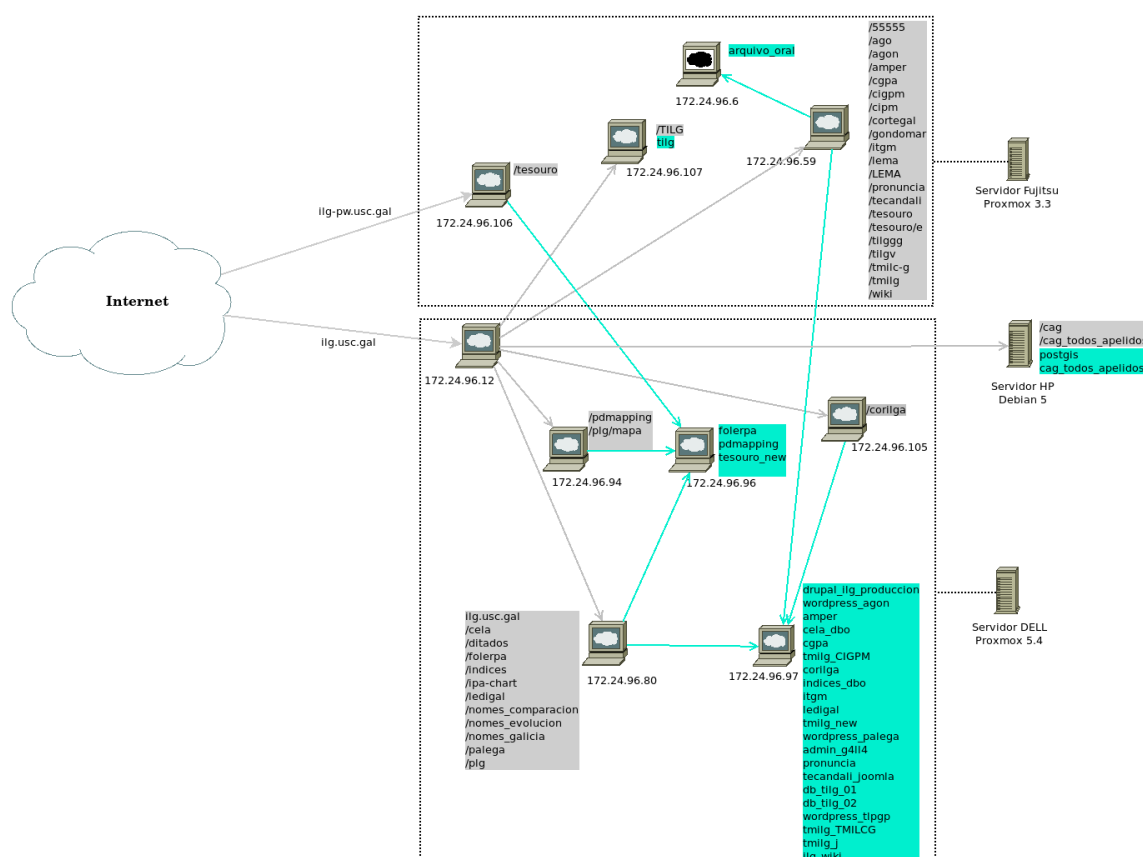 /55555
/ago
/agon
/amper
/cgpa
/cigpm
/cipm
/cortegal
/gondomar
/itgm
/lema
/LEMA
/pronuncia
/tecandali
/tesouro
/tesouro/e
/tilggg
/tilgv
/tmilc-g
/tmilg
/wiki
arquivo_oral
172.24.96.6
/TILG
tilg
172.24.96.107
172.24.96.59
/tesouro
172.24.96.106
Servidor Fujitsu
Proxmox 3.3
ilg-pw.usc.gal
Internet
ilg.usc.gal
172.24.96.12
/cag
/cag_todos_apelidos
postgis
cag_todos_apelidos
Servidor HP
Debian 5
/pdmapping
/plg/mapa
172.24.96.94
folerpa
pdmapping
tesouro_new
172.24.96.96
/corilga
172.24.96.105
ilg.usc.gal
/cela
/ditados
/folerpa
/indices
/ipa-chart
/ledigal
/nomes_comparacion
/nomes_evolucion
/nomes_galicia
/palega
/plg
172.24.96.80
172.24.96.97
drupal_ilg_produccion
wordpress_agon
amper
cela_dbo
cgpa
tmilg_CIGPM
corilga
indices_dbo
itgm
ledigal
tmilg_new
wordpress_palega
admin_g4ll4
pronuncia
tecandali_joomla
db_tilg_01
db_tilg_02
wordpress_tipgp
tmilg_TMILCG
tmilg_j
ilg_wiki
Servidor DELL
Proxmox 5.4